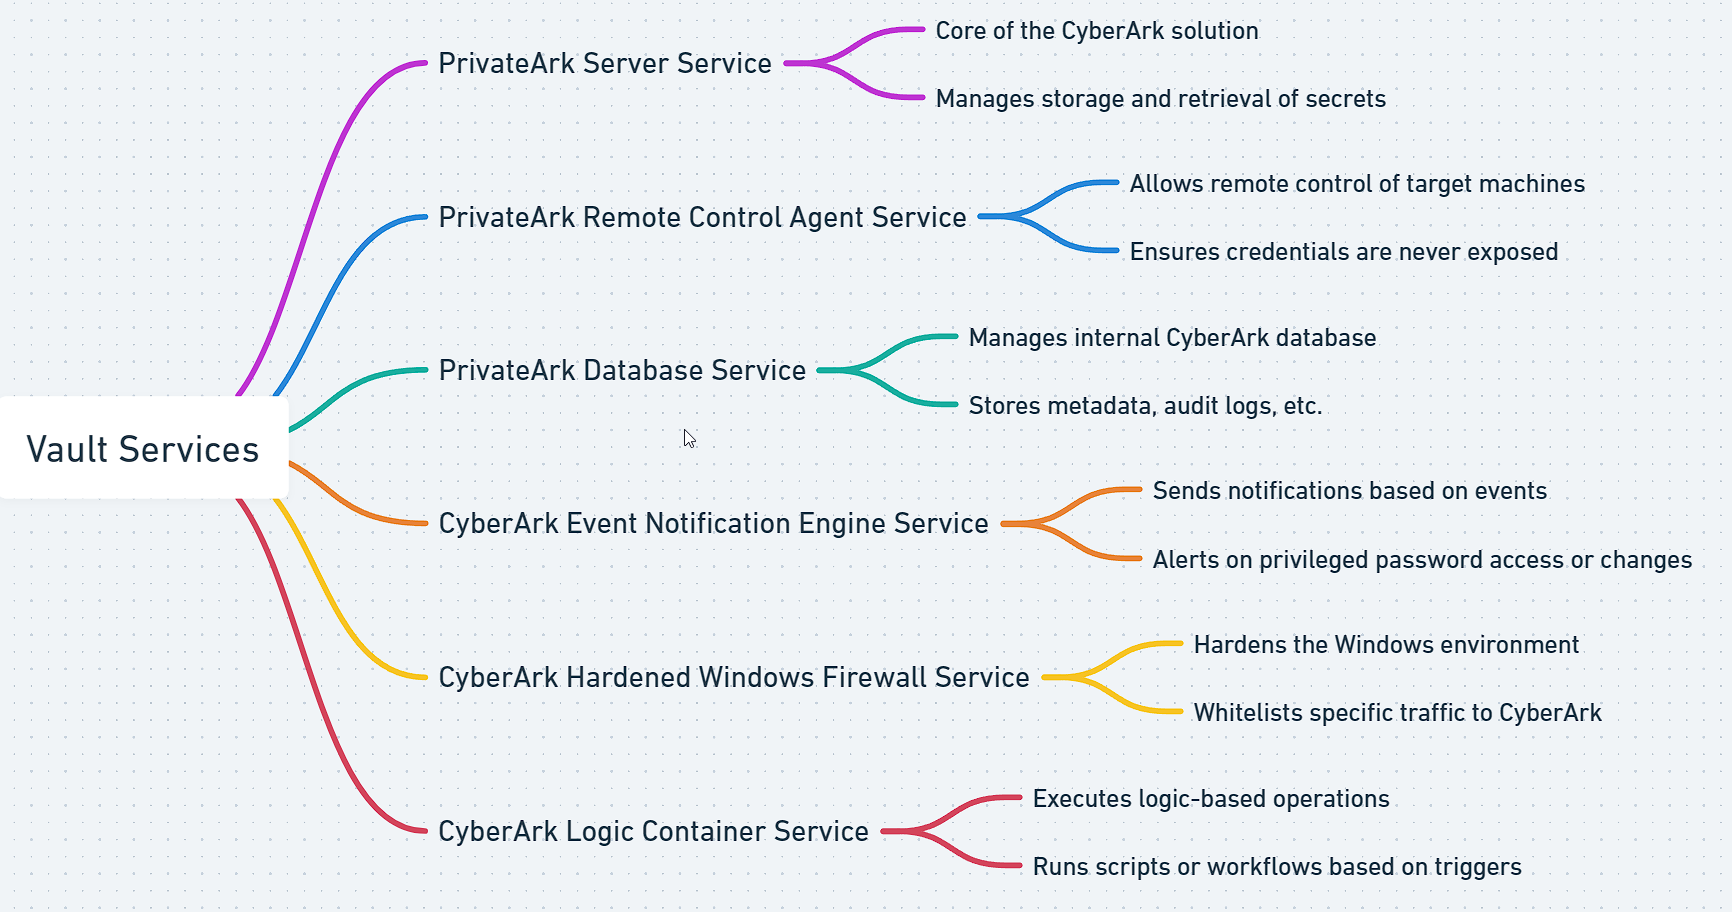 Vault Services
PrivateArk Server Service
Core of the CyberArk solution
Manages storage and retrieval of secrets
PrivateArk Remote Control Agent Service
Allows remote control of target machines
Ensures credentials are never exposed
PrivateArk Database Service
Manages internal CyberArk database
Stores metadata, audit logs, etc.
CyberArk Event Notification Engine Service
Sends notifications based on events
Alerts on privileged password access or changes
CyberArk Hardened Windows Firewall Service
Hardens the Windows environment
Whitelists specific traffic to CyberArk
CyberArk Logic Container Service
Executes logic-based operations
Runs scripts or workflows based on triggers